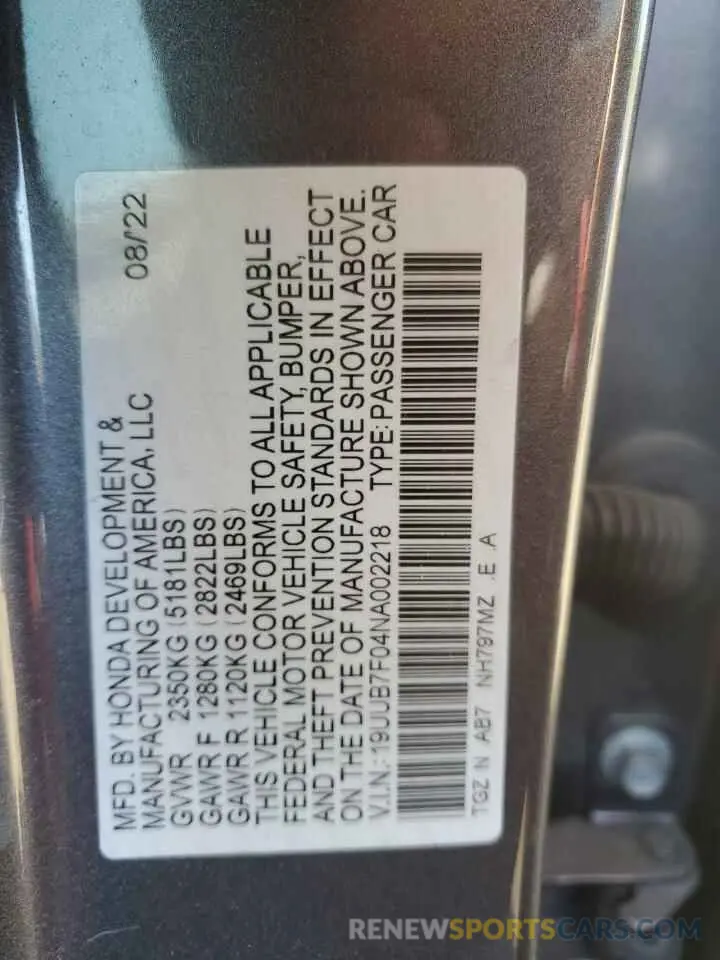 MFD. BY HONDA DEVELOPMENT & 08/22
MANUFACTURING OF AMERICA, LLC
GVWR 2350KG (5181LBS)
GAWR F 1280KG (2822LBS)
GAWR R 1120KG (2469LBS)
THIS VEHICLE CONFORMS TO ALL APPLICABLE
FEDERAL MOTOR VEHICLE SAFETY, BUMPER,
AND THEFT PREVENTION STANDARDS IN EFFECT
ON THE DATE OF MANUFACTURE SHOWN ABOVE.
V.I.N.: 19UUB7F04NA002218 TYPE: PASSENGER CAR
TGZ N AB7 NH797MZ .E .A
RENEWSPORTSCARS.COM